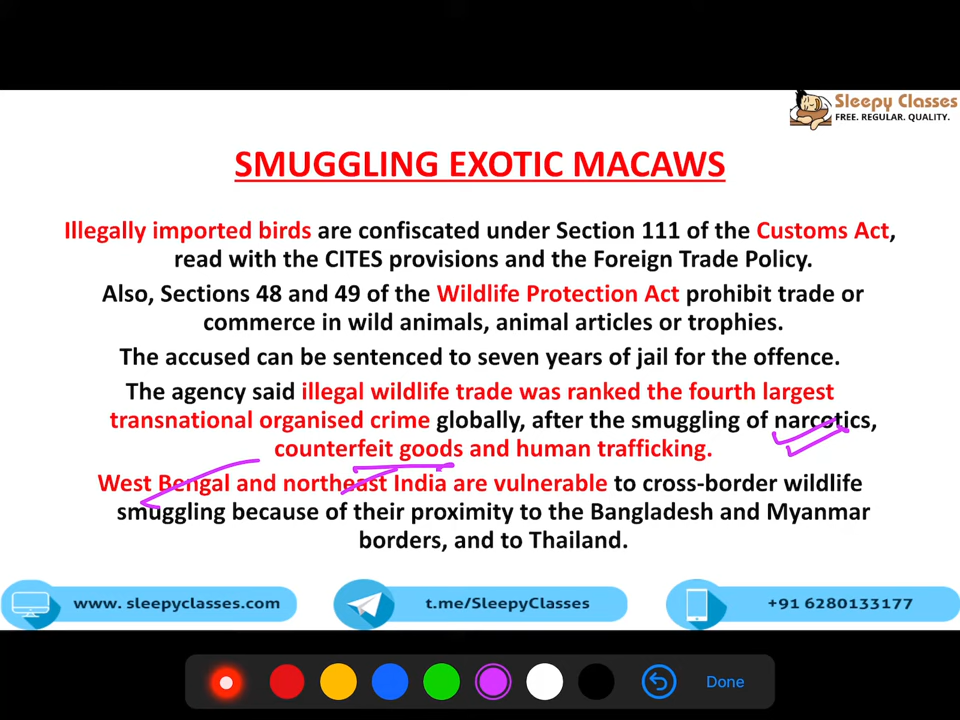 Sleepy Classes
FREE. REGULAR. QUALITY.
SMUGGLING EXOTIC MACAWS
Illegally imported birds are confiscated under Section 111 of the Customs Act,
read with the CITES provisions and the Foreign Trade Policy.
Also, Sections 48 and 49 of the Wildlife Protection Act prohibit trade or
commerce in wild animals, animal articles or trophies.
The accused can be sentenced to seven years of jail for the offence.
The agency said illegal wildlife trade was ranked the fourth largest
transnational organised crime globally, after the smuggling of narcotics,
counterfeit goods and human trafficking.
West Bengal and northeast India are vulnerable to cross-border wildlife
smuggling because of their proximity to the Bangladesh and Myanmar
borders, and to Thailand.
www. sleepyclasses.com
t.me/SleepyClasses
+91 6280133177
Done